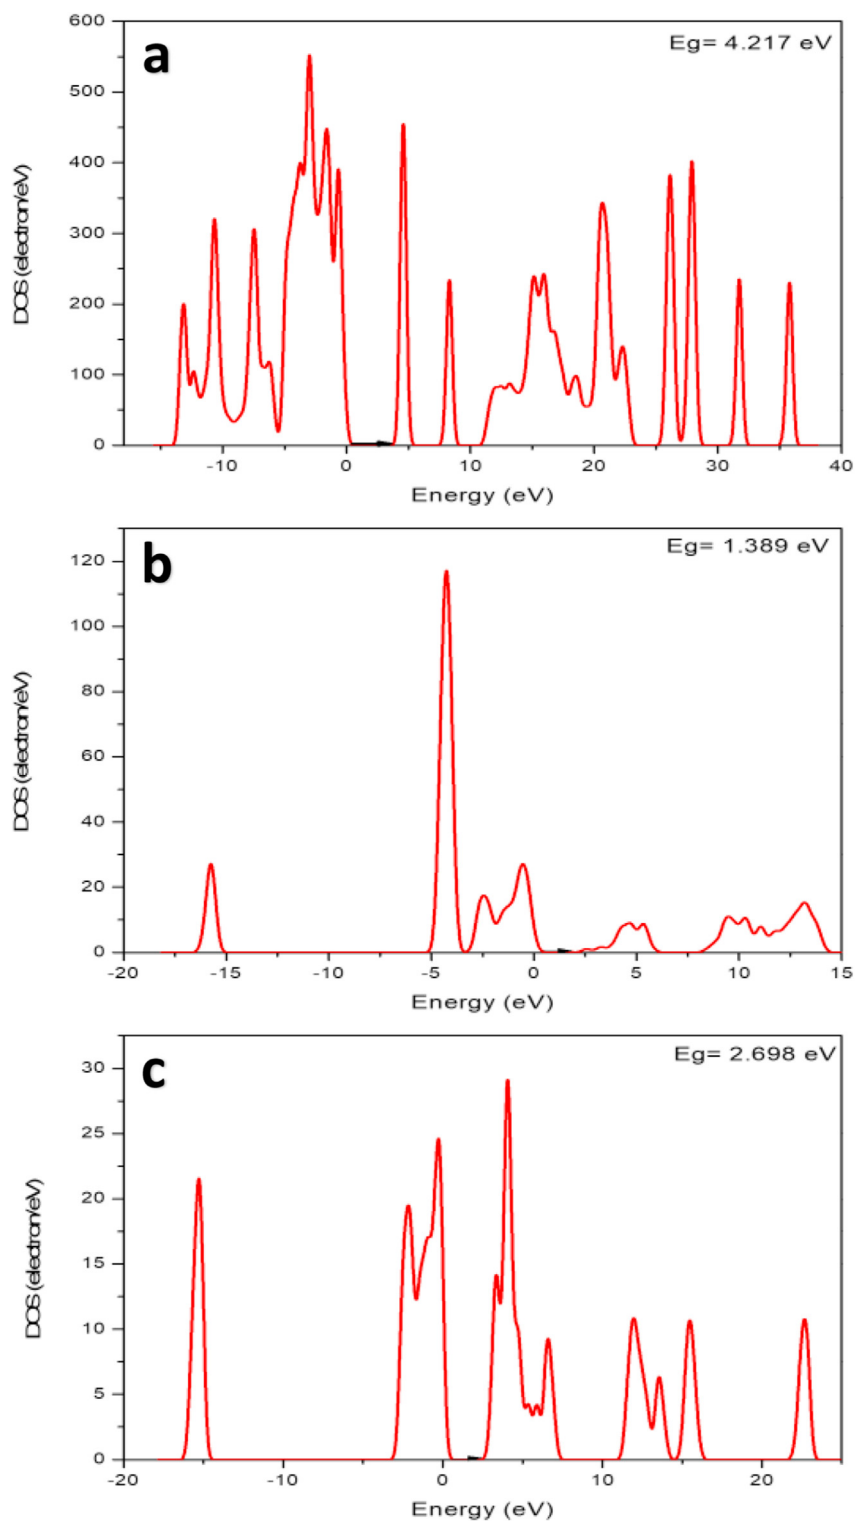 a
Eg= 4.217 eV
600
500
400
300
200
100
0
DOS (electron/eV)
-10 0 10 20 30 40
Energy (eV)
b
Eg= 1.389 eV
120
100
80
60
40
20
0
DOS (electron/eV)
-20 -15 -10 -5 0 5 10 15
Energy (eV)
c
Eg= 2.698 eV
30
25
20
15
10
5
0
DOS (electron/eV)
-20 -10 0 10 20
Energy (eV)